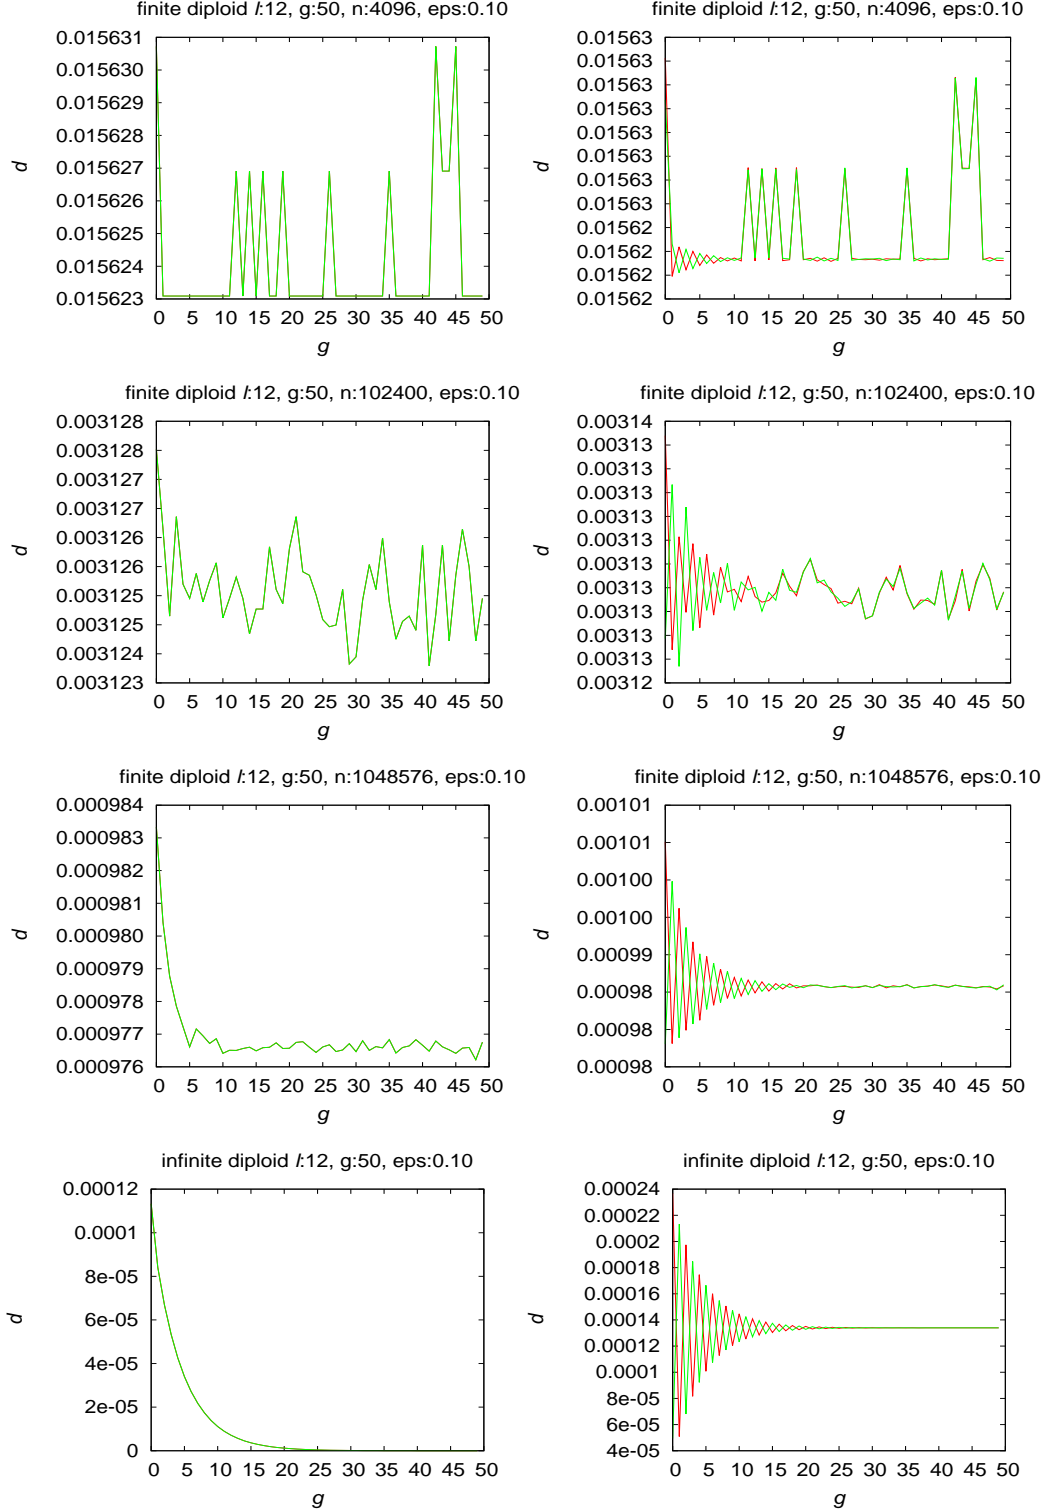 finite diploid l:12, g:50, n:4096, eps:0.10
0.015631
0.015630
0.015629
0.015628
0.015627
0.015626
0.015625
0.015624
0.015623
d
0 5 10 15 20 25 30 35 40 45 50
g
finite diploid l:12, g:50, n:4096, eps:0.10
0.01563
0.01563
0.01563
0.01563
0.01563
0.01563
0.01563
0.01563
0.01562
0.01562
0.01562
0.01562
d
0 5 10 15 20 25 30 35 40 45 50
g
finite diploid l:12, g:50, n:102400, eps:0.10
0.003128
0.003128
0.003127
0.003127
0.003126
0.003126
0.003125
0.003125
0.003124
0.003123
d
0 5 10 15 20 25 30 35 40 45 50
g
finite diploid l:12, g:50, n:102400, eps:0.10
0.00314
0.00313
0.00313
0.00313
0.00313
0.00313
0.00313
0.00313
0.00313
0.00313
0.00313
0.00312
d
0 5 10 15 20 25 30 35 40 45 50
g
finite diploid l:12, g:50, n:1048576, eps:0.10
0.000984
0.000982
0.000981
0.000980
0.000979
0.000978
0.000977
0.000976
d
0 5 10 15 20 25 30 35 40 45 50
g
finite diploid l:12, g:50, n:1048576, eps:0.10
0.00101
0.00101
0.00100
0.00100
0.00099
0.00098
0.00098
0.00098
d
0 5 10 15 20 25 30 35 40 45 50
g
infinite diploid l:12, g:50, eps:0.10
0.00012
0.0001
8e-05
6e-05
4e-05
2e-05
0
d
0 5 10 15 20 25 30 35 40 45 50
g
infinite diploid l:12, g:50, eps:0.10
0.00024
0.00022
0.0002
0.00018
0.00016
0.00014
0.00012
0.0001
8e-05
6e-05
4e-05
d
0 5 10 15 20 25 30 35 40 45 50
g